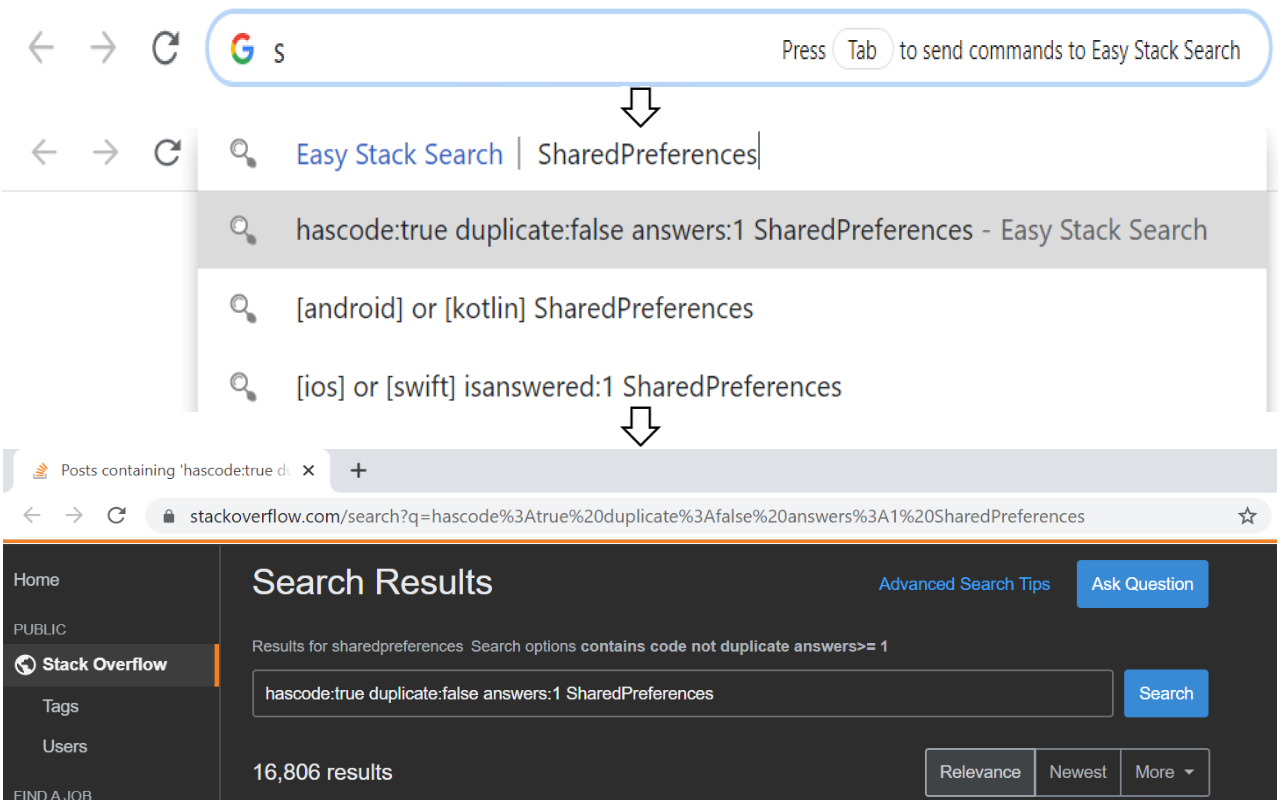 s Press Tab to send commands to Easy Stack Search
Easy Stack Search | SharedPreferences
hascode:true duplicate:false answers:1 SharedPreferences - Easy Stack Search
[android] or [kotlin] SharedPreferences
[ios] or [swift] isanswered:1 SharedPreferences
Posts containing 'hascode:true du
stackoverflow.com/search?q=hascode%3Atrue%20duplicate%3Afalse%20answers%3A1%20SharedPreferences
Home
Search Results Advanced Search Tips Ask Question
PUBLIC
Results for sharedpreferences Search options contains code not duplicate answers>= 1
Stack Overflow
hascode:true duplicate:false answers:1 SharedPreferences Search
Tags
Users
16,806 results Relevance Newest More
FIND A JOB